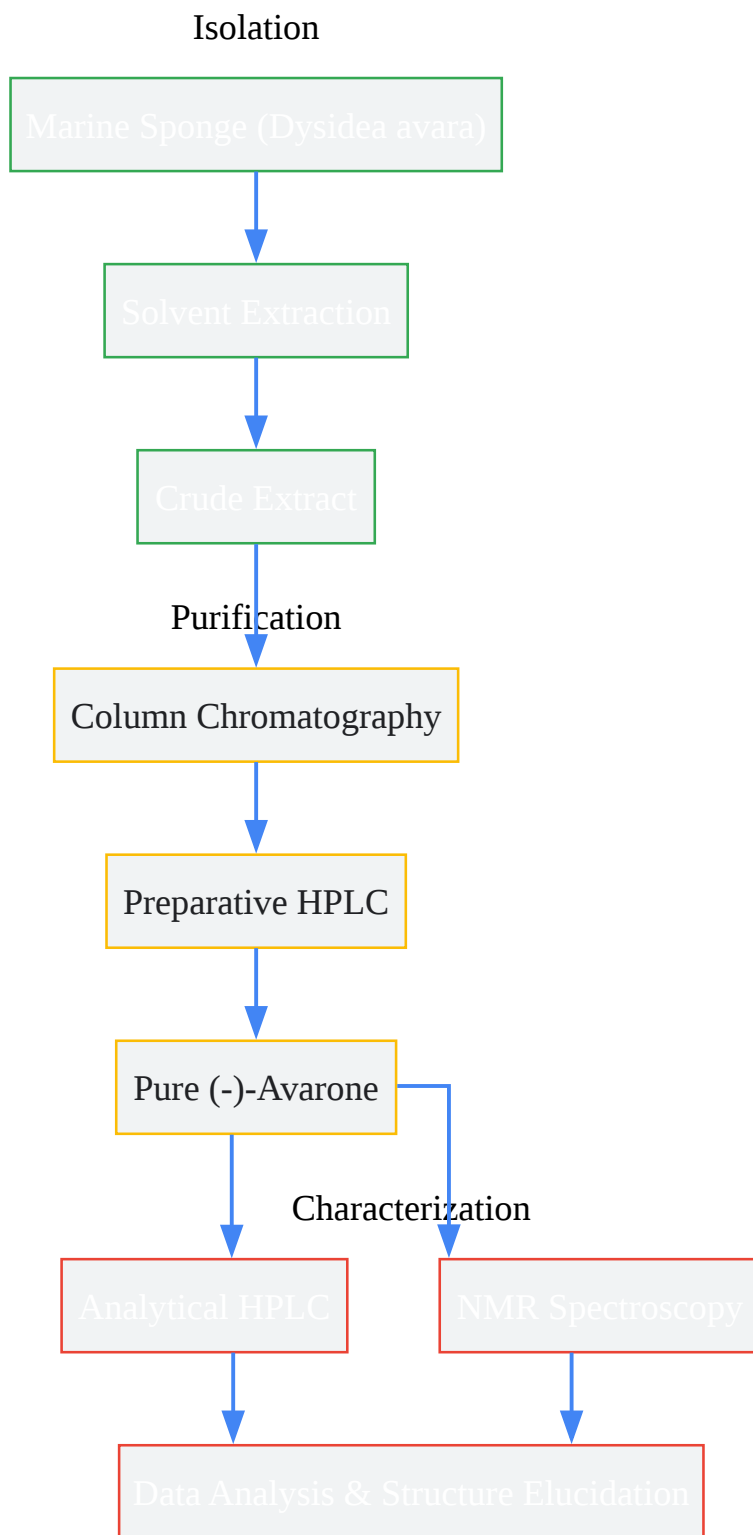 Isolation
Marine Sponge (Dysidea avara)
Solvent Extraction
Crude Extract
Purification
Column Chromatography
Preparative HPLC
Pure (-)-Avarone
Characterization
Analytical HPLC
NMR Spectroscopy
Data Analysis & Structure Elucidation